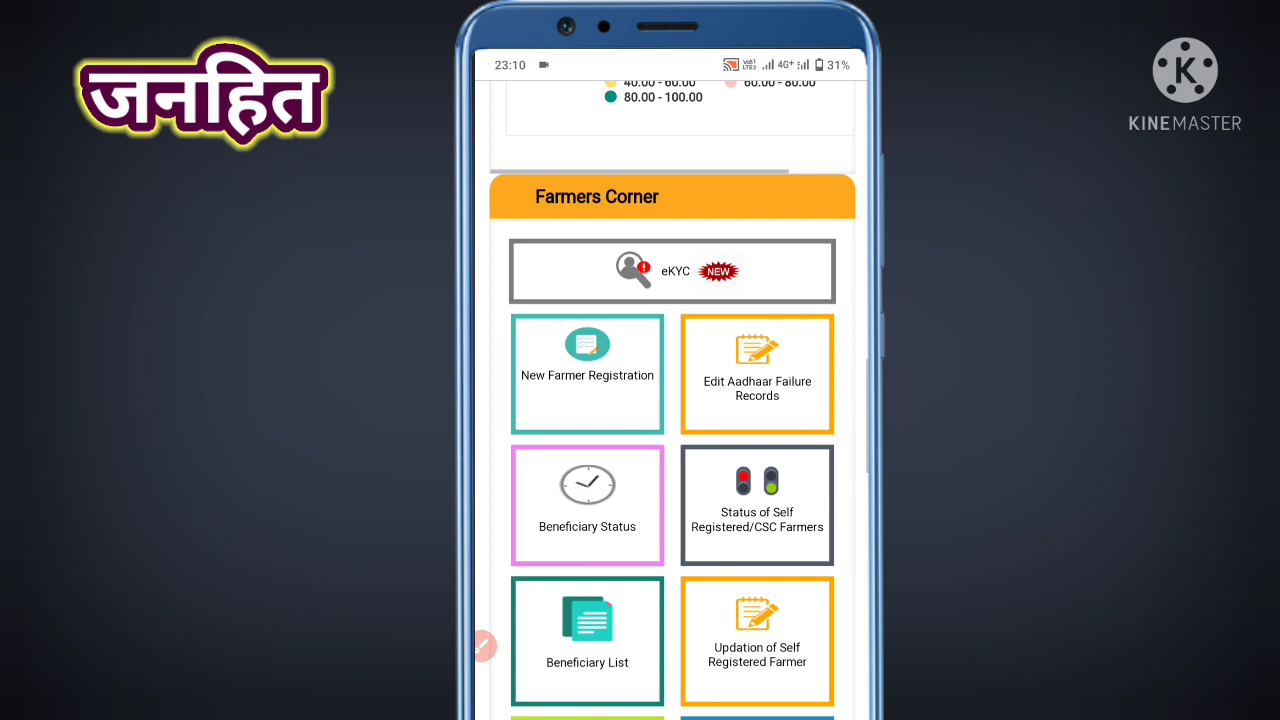 जनहित
K
KINEMASTER
23:10
4G+
31%
40.00 - 60.00
60.00 - 80.00
80.00 - 100.00
Farmers Corner
eKYC
NEW
New Farmer Registration
Edit Aadhaar Failure
Records
Beneficiary Status
Status of Self
Registered/CSC Farmers
Beneficiary List
Updation of Self
Registered Farmer